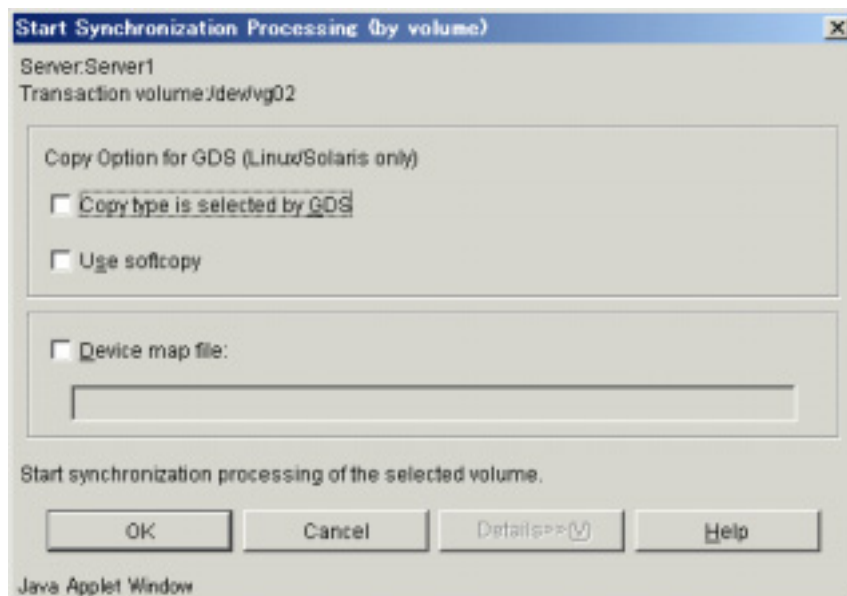 Start Synchronization Processing (by volume)
Server:Server1
Transaction volume:/dev/vg02
Copy Option for GDS (Linux/Solaris only)
Copy type is selected by GDS
Use softcopy
Device map file:
Start synchronization processing of the selected volume.
OK Cancel Details>>(V) Help
Java Applet Window